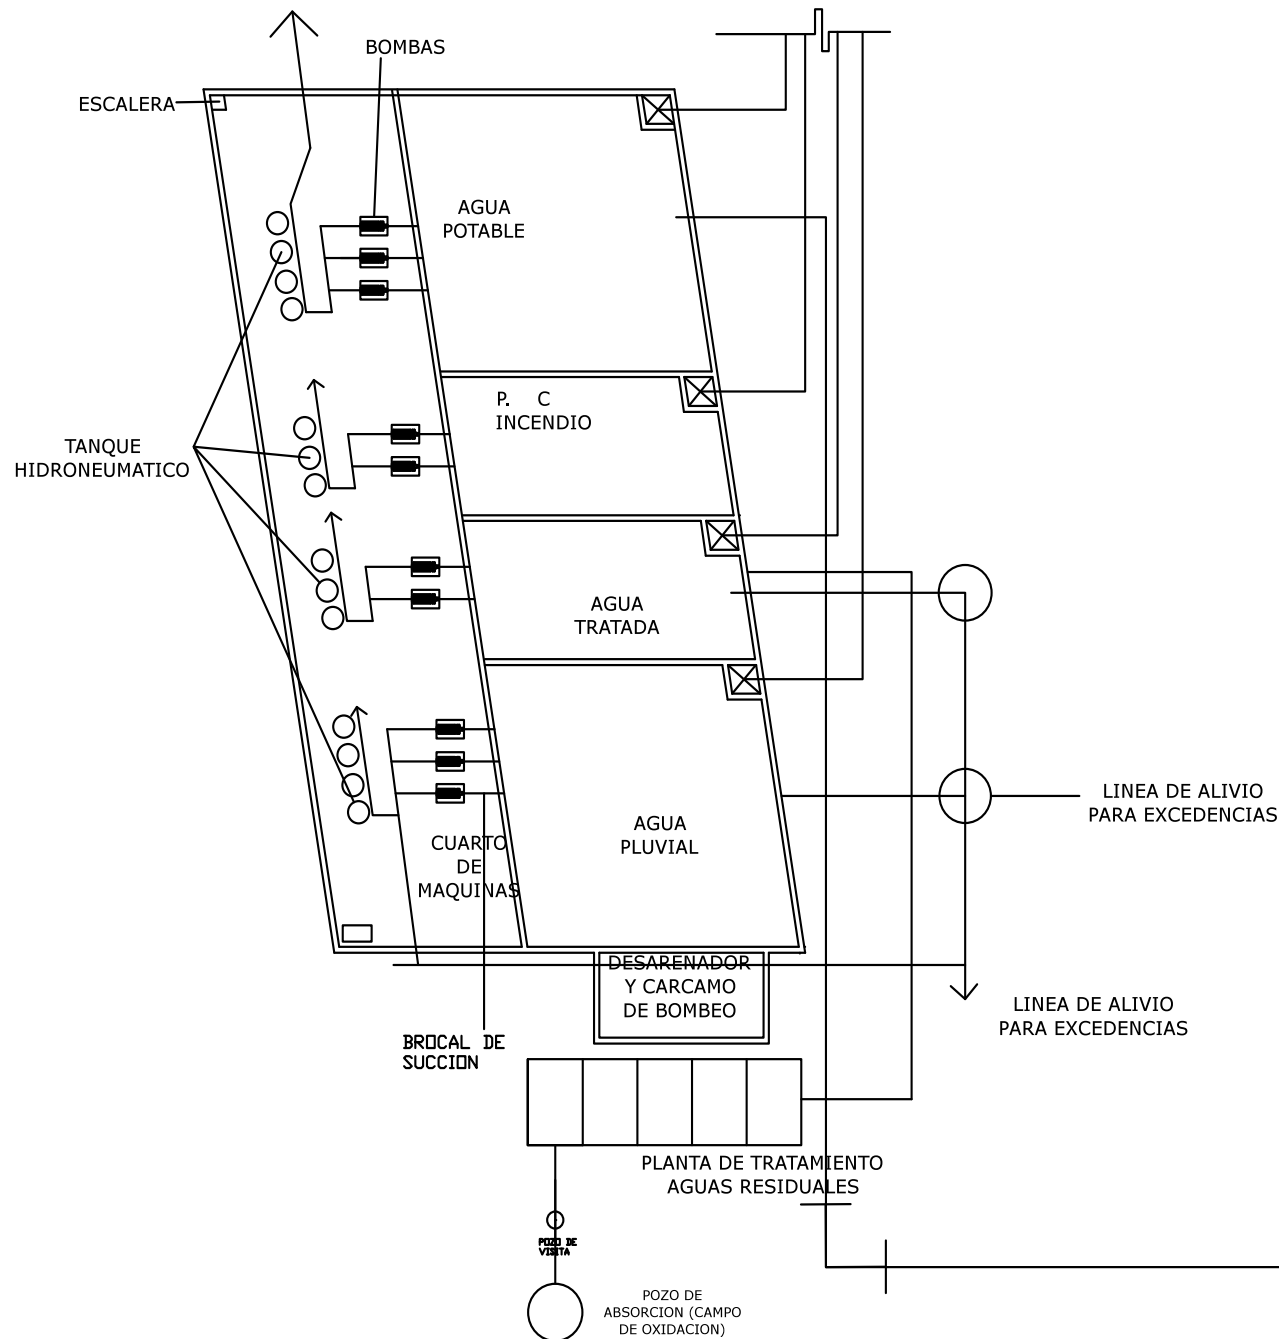 BOMBAS
ESCALERA
AGUA
POTABLE
P. C
INCENDIO
TANQUE
HIDRONEUMATICO
AGUA
TRATADA
LINEA DE ALIVIO
PARA EXCEDENCIAS
AGUA
PLUVIAL
CUARTO
DE
MAQUINAS
DESARENADOR
Y CARCAMO
DE BOMBEO
LINEA DE ALIVIO
PARA EXCEDENCIAS
BROCAL DE
SUCCION
PLANTA DE TRATAMIENTO
AGUAS RESIDUALES
POZO DE
VISITA
POZO DE
ABSORCION (CAMPO
DE OXIDACION)